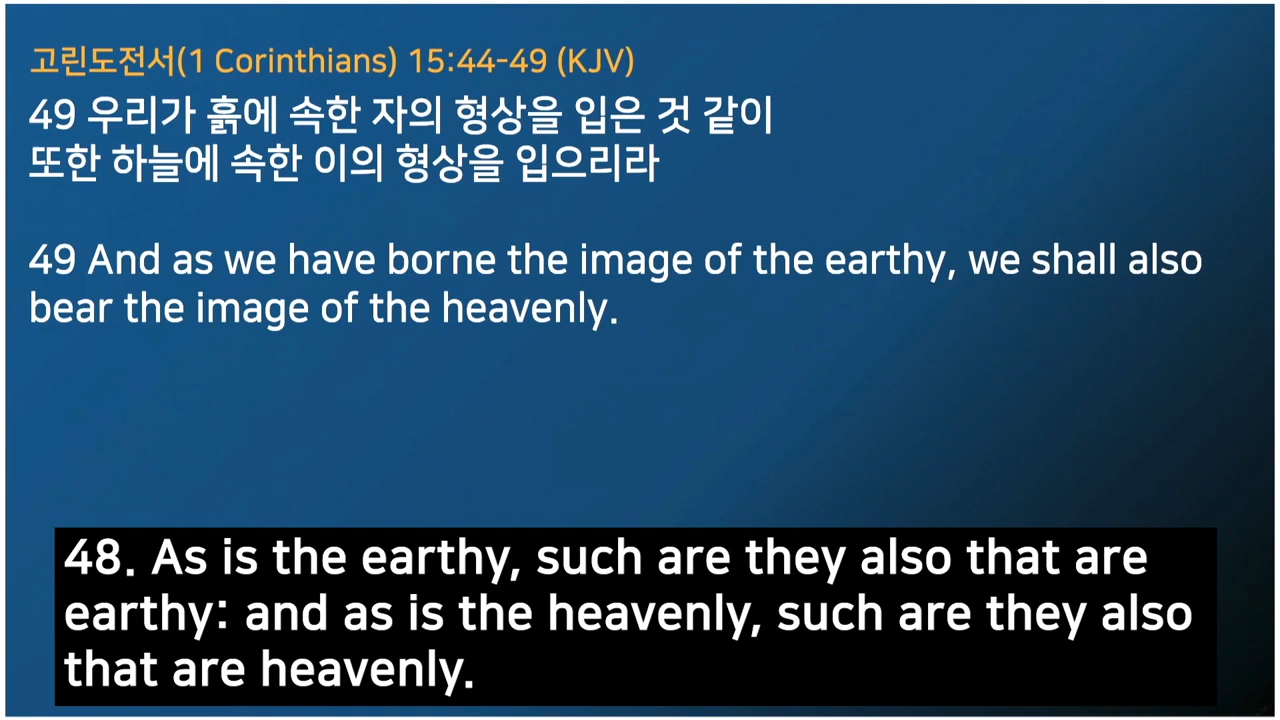 고린도전서(1 Corinthians) 15:44-49 (KJV)
49 우리가 흙에 속한 자의 형상을 입은 것 같이
또한 하늘에 속한 이의 형상을 입으리라
49 And as we have borne the image of the earthy, we shall also
bear the image of the heavenly.
48. As is the earthy, such are they also that are
earthy: and as is the heavenly, such are they also
that are heavenly.